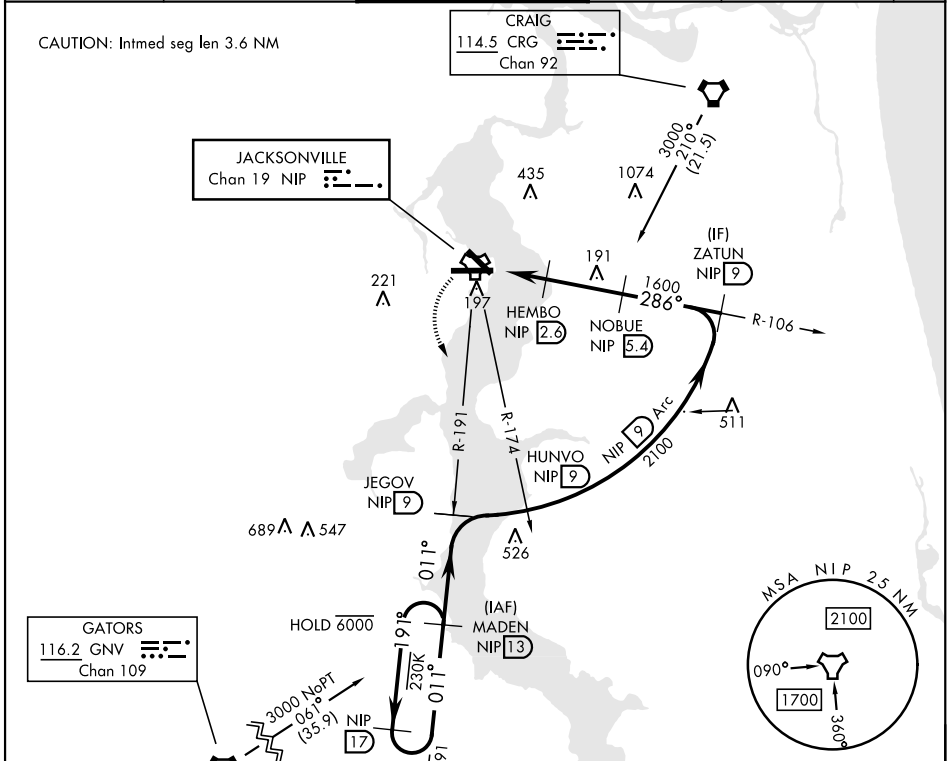 CAUTION: Intmed seg len 3.6 NM
CRAIG
114.5 CRG
Chan 92
JACKSONVILLE
Chan 19 NIP
3000
210°
(21.5)
435
1074
(IF)
ZATUN
NIP 9
191
1600
286°
R-106
221
197
HEMBO
NIP 2.6
NOBUE
NIP 5.4
R-191
R-174
NIP 9 Arc
2100
511
HUNVO
NIP 9
JEGOV
NIP 9
689
547
526
011°
HOLD 6000
191°
230K
011°
(IAF)
MADEN
NIP 13
GATORS
116.2 GNV
Chan 109
3000 NoPT
061°
(35.9)
NIP
17
MSA NIP 25 NM
2100
090°
1700
360°